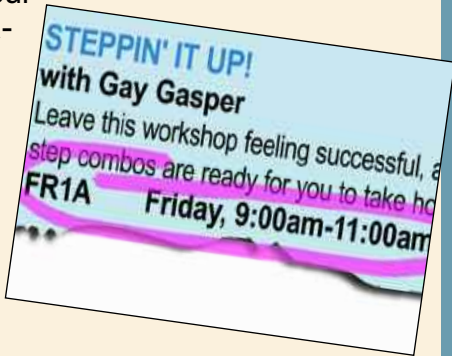 -
STEPPIN' IT UP!
with Gay Gasper
Leave this workshop feeling successful,
step combos are ready for you to take
FR1A Friday, 9:00am-11:00am